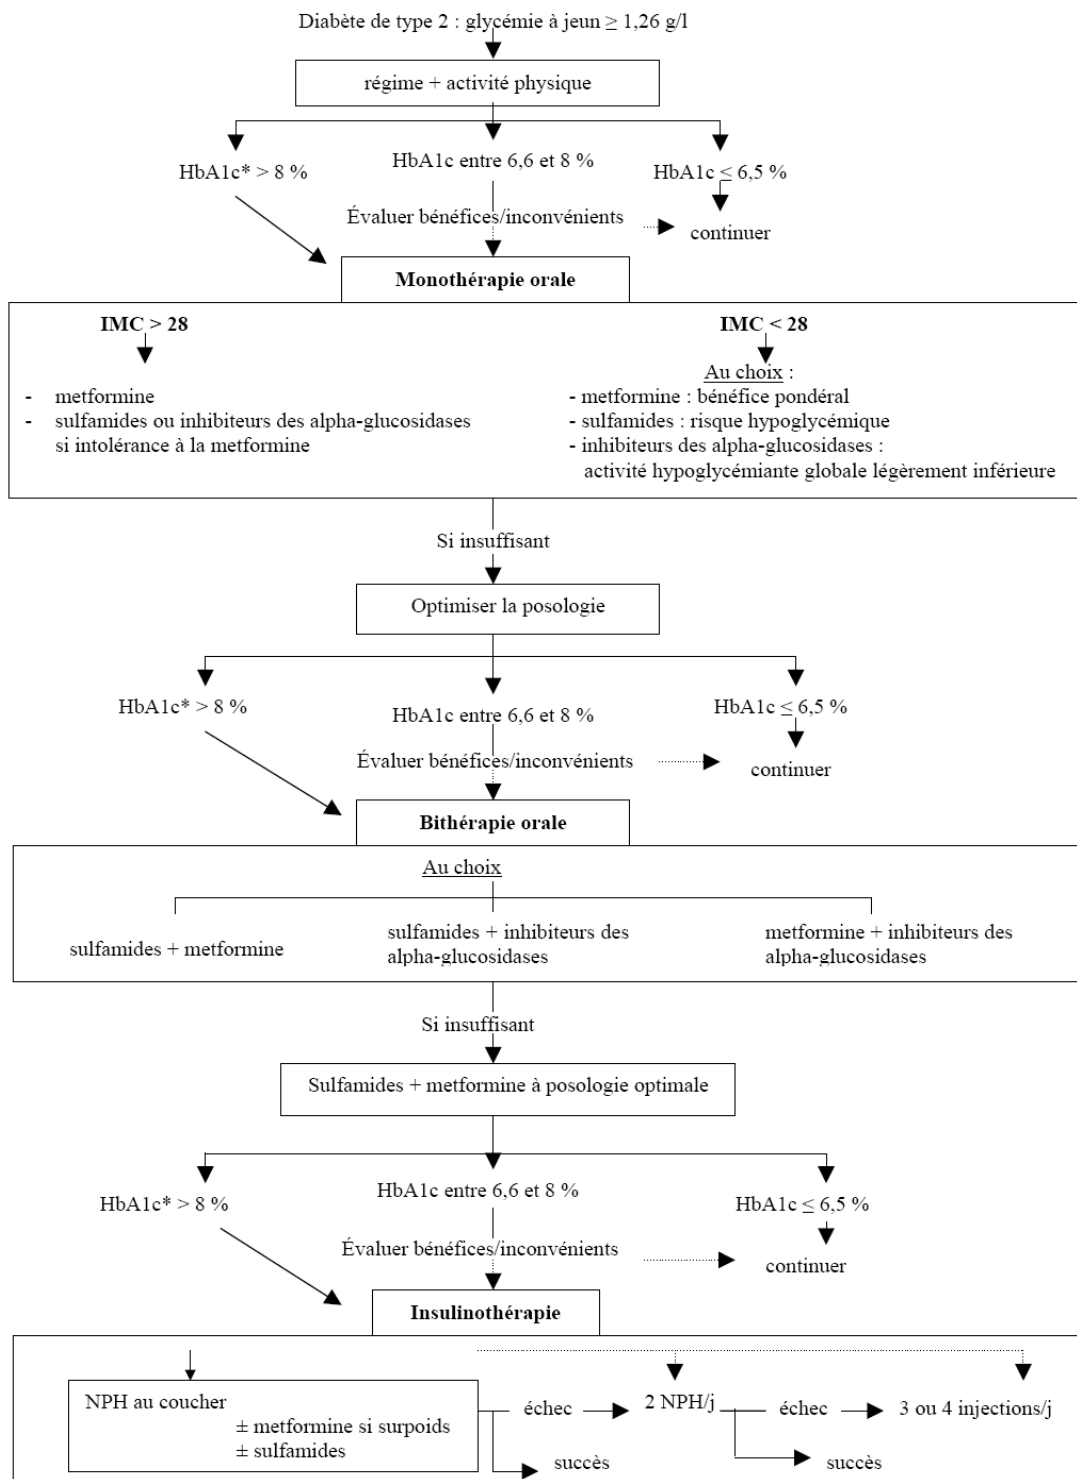 Diabète de type 2 : glycémie à jeun ≥ 1,26 g/l
régime + activité physique
HbA1c* > 8 %
HbA1c entre 6,6 et 8 %
HbA1c ≤ 6,5 %
Évaluer bénéfices/inconvénients
continuer
Monothérapie orale
IMC > 28
- metformine
- sulfamides ou inhibiteurs des alpha-glucosidases
si intolérance à la metformine
IMC < 28
Au choix :
- metformine : bénéfice pondéral
- sulfamides : risque hypoglycémique
- inhibiteurs des alpha-glucosidases :
activité hypoglycémiante globale légèrement inférieure
Si insuffisant
Optimiser la posologie
HbA1c* > 8 %
HbA1c entre 6,6 et 8 %
HbA1c ≤ 6,5 %
Évaluer bénéfices/inconvénients
continuer
Bithérapie orale
Au choix
sulfamides + metformine
sulfamides + inhibiteurs des
alpha-glucosidases
metformine + inhibiteurs des
alpha-glucosidases
Si insuffisant
Sulfamides + metformine à posologie optimale
HbA1c* > 8 %
HbA1c entre 6,6 et 8 %
HbA1c ≤ 6,5 %
Évaluer bénéfices/inconvénients
continuer
Insulinothérapie
NPH au coucher
± metformine si surpoids
± sulfamides
échec
succès
2 NPH/j
échec
succès
3 ou 4 injections/j